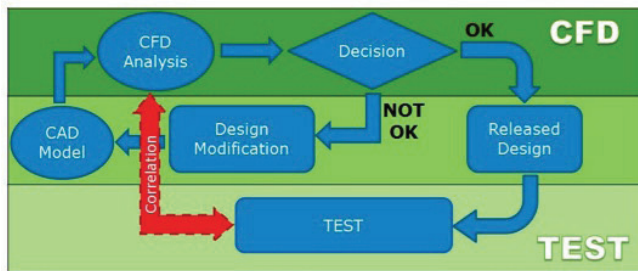 CFD
CFD
Analysis
Decision
OK
NOT
OK
CAD
Model
Design
Modification
Released
Design
Correlation
TEST
TEST